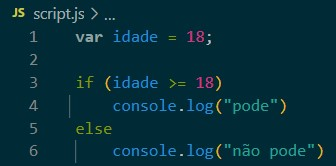 JS script.js > ...
1 var idade = 18;
2
3 if (idade >= 18)
4 console.log("pode")
5 else
6 console.log("não pode")